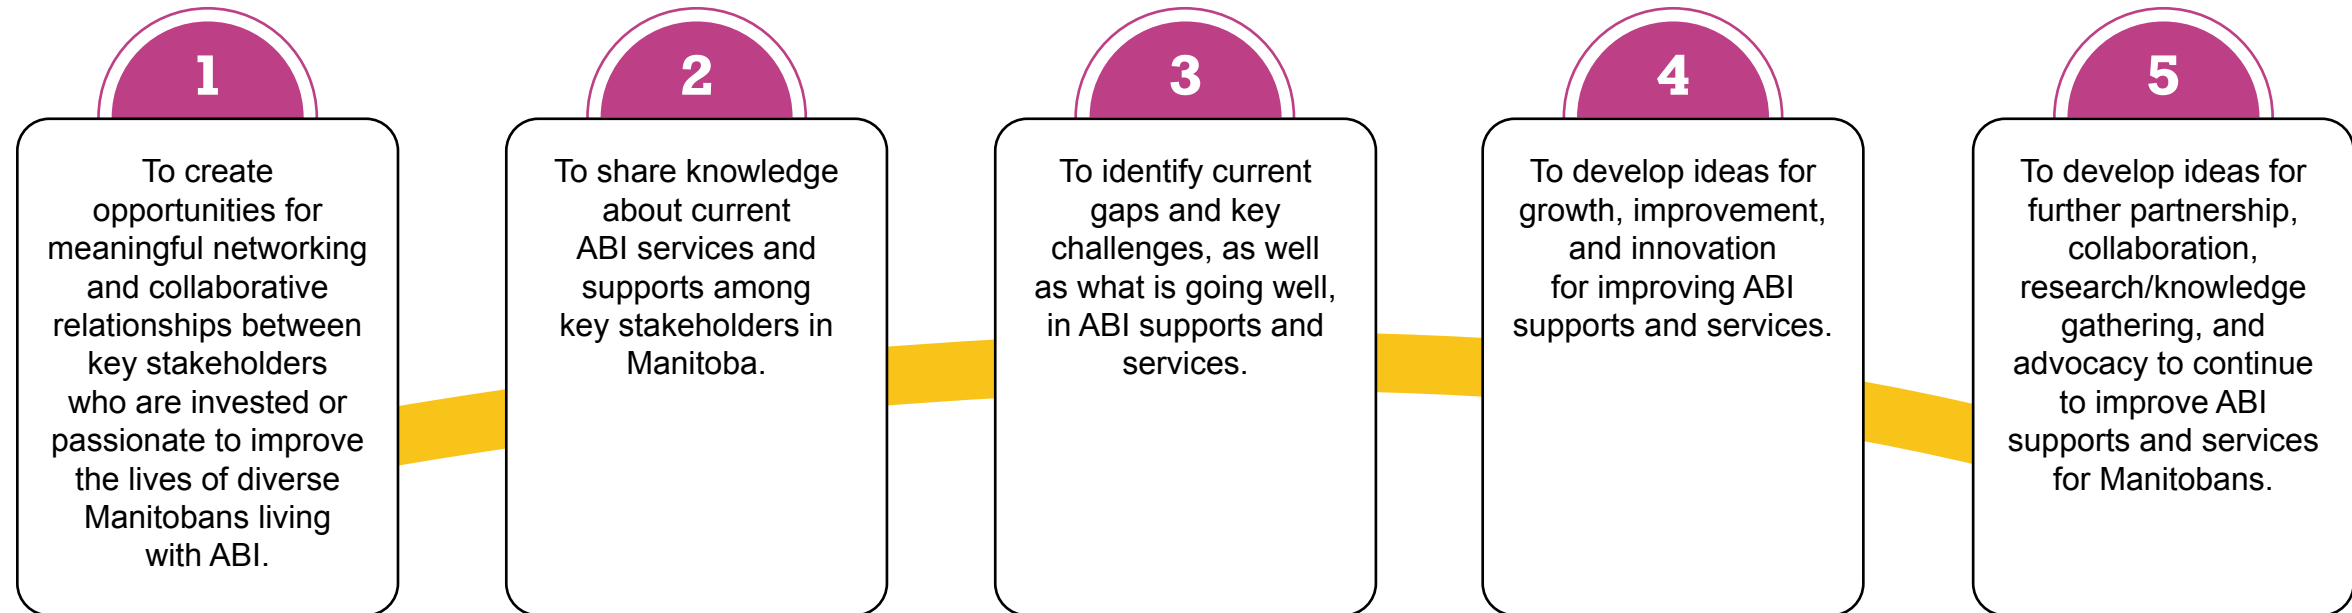 1
To create
opportunities for
meaningful networking
and collaborative
relationships between
key stakeholders
who are invested or
passionate to improve
the lives of diverse
Manitobans living
with ABI.
2
To share knowledge
about current
ABI services and
supports among
key stakeholders in
Manitoba.
3
To identify current
gaps and key
challenges, as well
as what is going well,
in ABI supports and
services.
4
To develop ideas for
growth, improvement,
and innovation
for improving ABI
supports and services.
5
To develop ideas for
further partnership,
collaboration,
research/knowledge
gathering, and
advocacy to continue
to improve ABI
supports and services
for Manitobans.